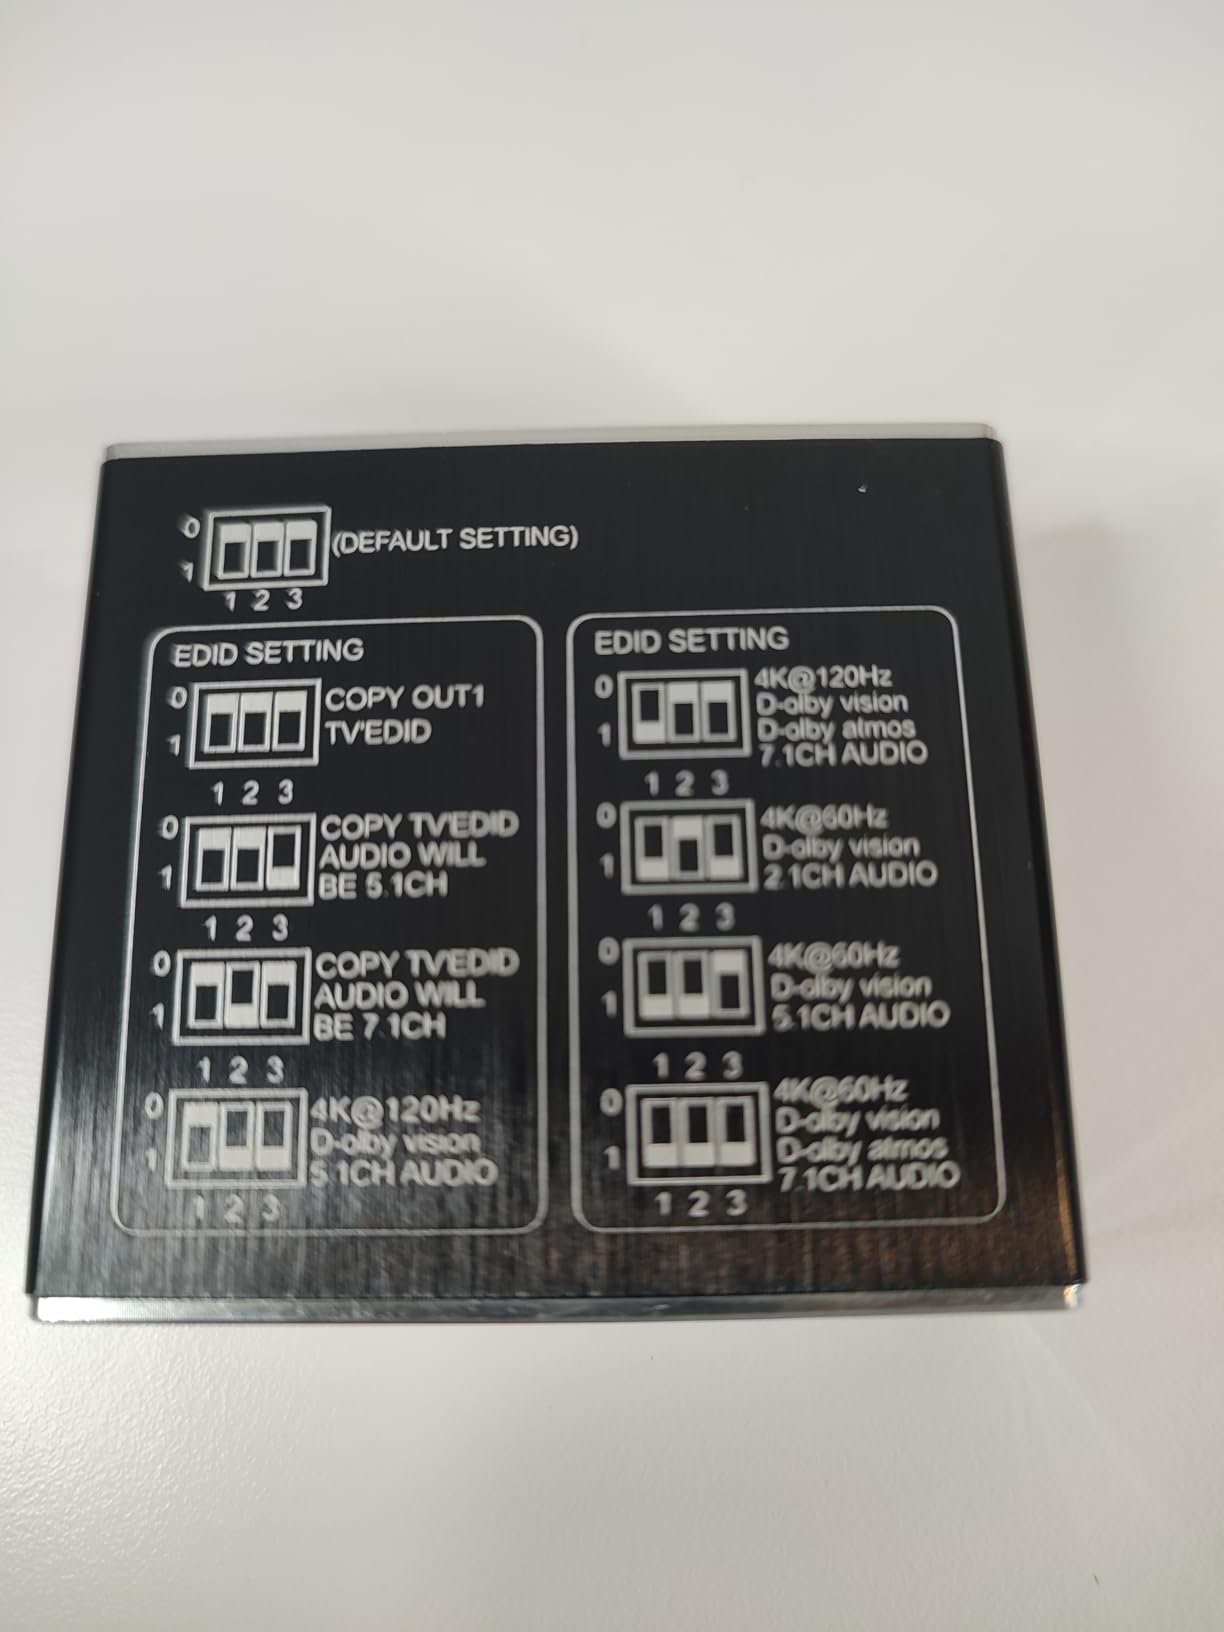 0
(DEFAULT SETTING)
1
1 2 3
EDID SETTING
0
COPY OUT1
1
TV'EDID
1 2 3
0
COPY TV'EDID
AUDIO WILL
1
BE 5.1CH
1 2 3
0
COPY TV'EDID
AUDIO WILL
1
BE 7.1CH
1 2 3
0
4K@120Hz
D-olby vision
1
5.1CH AUDIO
1 2 3
EDID SETTING
0
4K@120Hz
D-olby vision
D-olby atmos
1
7.1CH AUDIO
1 2 3
0
4K@60Hz
D-olby vision
1
2.1CH AUDIO
1 2 3
0
4K@60Hz
D-olby vision
1
5.1CH AUDIO
1 2 3
0
4K@60Hz
D-olby vision
D-olby atmos
1
7.1CH AUDIO
1 2 3